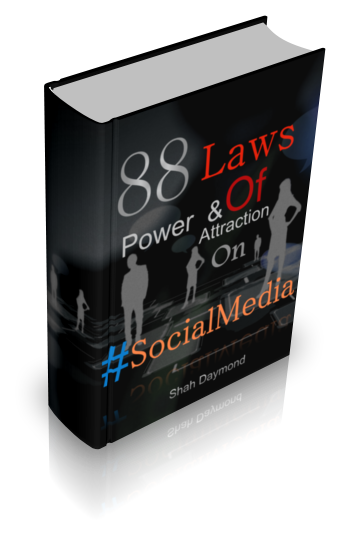 88 Laws
Of
Power &
Attraction
On
#SocialMedia
Shah Daymond